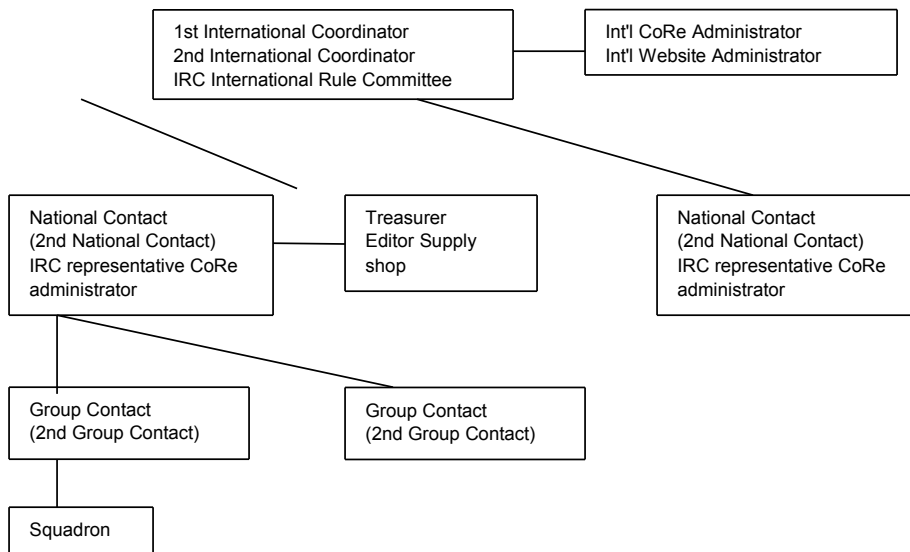 1st International Coordinator
2nd International Coordinator
IRC International Rule Committee
Int'l CoRe Administrator
Int'l Website Administrator
National Contact
(2nd National Contact)
IRC representative CoRe
administrator
Treasurer
Editor Supply
shop
National Contact
(2nd National Contact)
IRC representative CoRe
administrator
Group Contact
(2nd Group Contact)
Group Contact
(2nd Group Contact)
Squadron